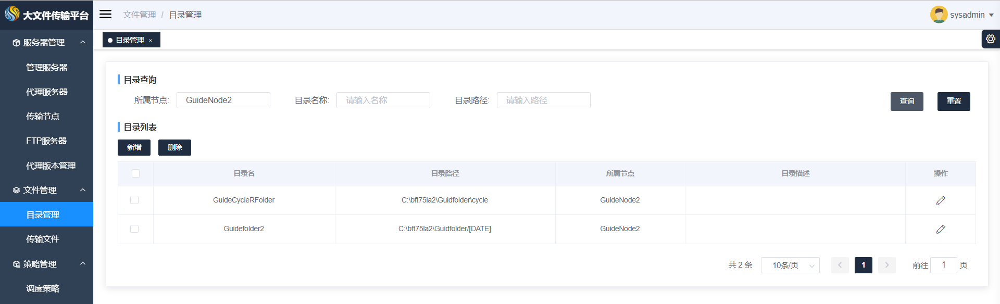 大文件传输平台
文件管理 / 目录管理
sysadmin
目录管理 ×
服务器管理
管理服务器
代理服务器
传输节点
FTP服务器
代理版本管理
文件管理
目录管理
传输文件
策略管理
调度策略
目录查询
所属节点: GuideNode2 目录名称: 请输入名称 目录路径: 请输入路径 查询 重置
目录列表
新增 删除
目录名 目录路径 所属节点 目录描述 操作
GuideCycleRFolder C:\bft75la2\Guidfolder\cycle GuideNode2
Guidefolder2 C:\bft75la2\Guidfolder/[DATE] GuideNode2
共 2 条 10条/页 1 前往 1 页